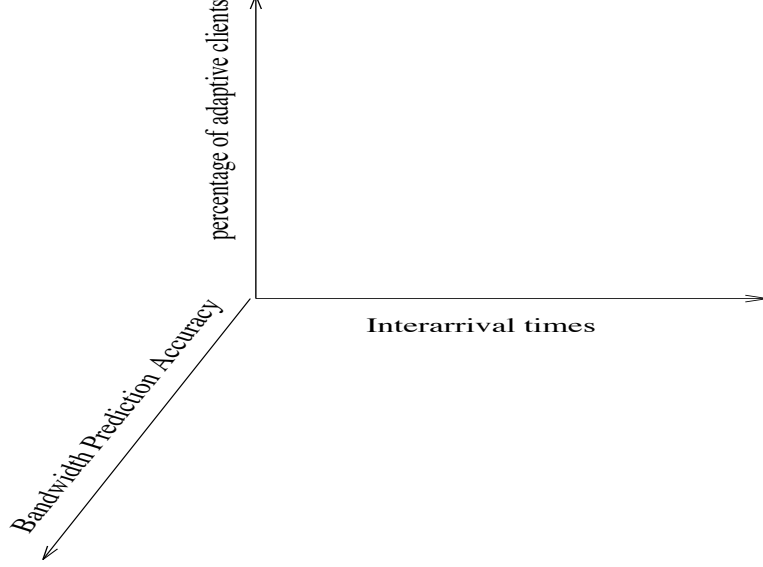 percentage of adaptive clients
Interarrival times
Bandwidth Prediction Accuracy